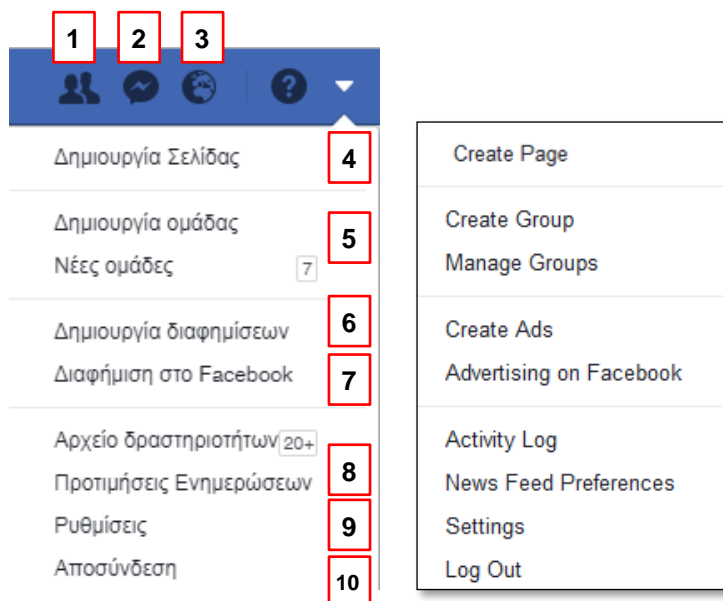 1 2 3
Δημιουργία Σελίδας 4
Δημιουργία ομάδας 5
Νέες ομάδες 7
Δημιουργία διαφημίσεων 6
Διαφήμιση στο Facebook 7
Αρχείο δραστηριοτήτων 20+
Προτιμήσεις Ενημερώσεων 8
Ρυθμίσεις 9
Αποσύνδεση 10
Create Page
Create Group
Manage Groups
Create Ads
Advertising on Facebook
Activity Log
News Feed Preferences
Settings
Log Out